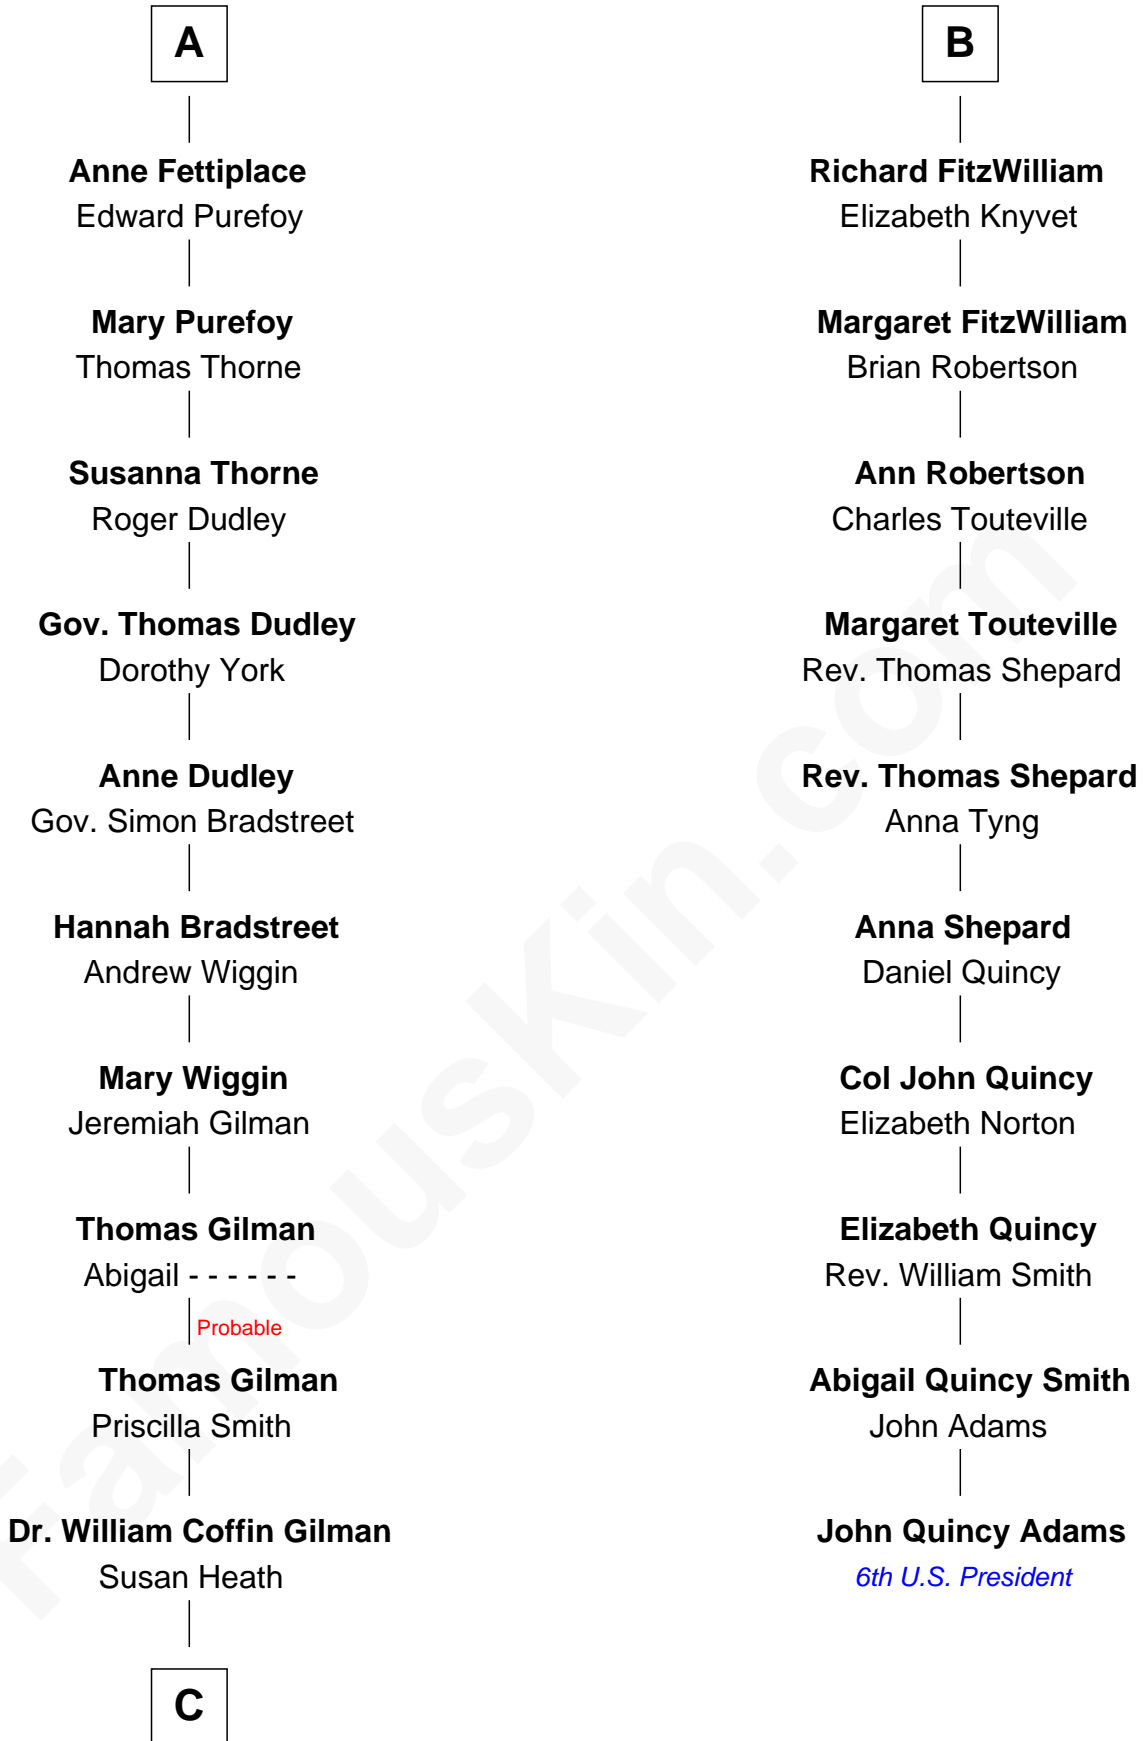 A
Anne Fettiplace
Edward Purefoy
Mary Purefoy
Thomas Thorne
Susanna Thorne
Roger Dudley
Gov. Thomas Dudley
Dorothy York
Anne Dudley
Gov. Simon Bradstreet
Hannah Bradstreet
Andrew Wiggin
Mary Wiggin
Jeremiah Gilman
Thomas Gilman
Abigail - - - - - -
Probable
Thomas Gilman
Priscilla Smith
Dr. William Coffin Gilman
Susan Heath
C
B
Richard FitzWilliam
Elizabeth Knyvet
Margaret FitzWilliam
Brian Robertson
Ann Robertson
Charles Touteville
Margaret Touteville
Rev. Thomas Shepard
Rev. Thomas Shepard
Anna Tyng
Anna Shepard
Daniel Quincy
Col John Quincy
Elizabeth Norton
Elizabeth Quincy
Rev. William Smith
Abigail Quincy Smith
John Adams
John Quincy Adams
6th U.S. President
FamousKin.com